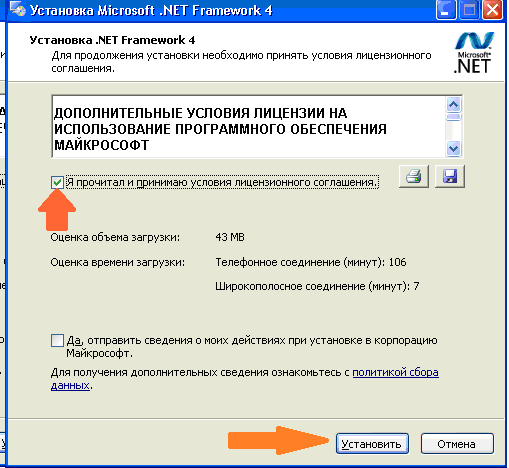 Установка Microsoft .NET Framework 4
Установка .NET Framework 4
Для продолжения установки необходимо принять условия лицензионного
соглашения.
Microsoft®
.NET
ДОПОЛНИТЕЛЬНЫЕ УСЛОВИЯ ЛИЦЕНЗИИ НА
ИСПОЛЬЗОВАНИЕ ПРОГРАММНОГО ОБЕСПЕЧЕНИЯ
МАЙКРОСОФТ
Я прочитал и принимаю условия лицензионного соглашения.
Оценка объема загрузки: 43 MB
Оценка времени загрузки: Телефонное соединение (минут): 106
Широкополосное соединение (минут): 7
Да, отправить сведения о моих действиях при установке в корпорацию
Майкрософт.
Для получения дополнительных сведения ознакомьтесь с политикой сбора
данных.
Установить Отмена